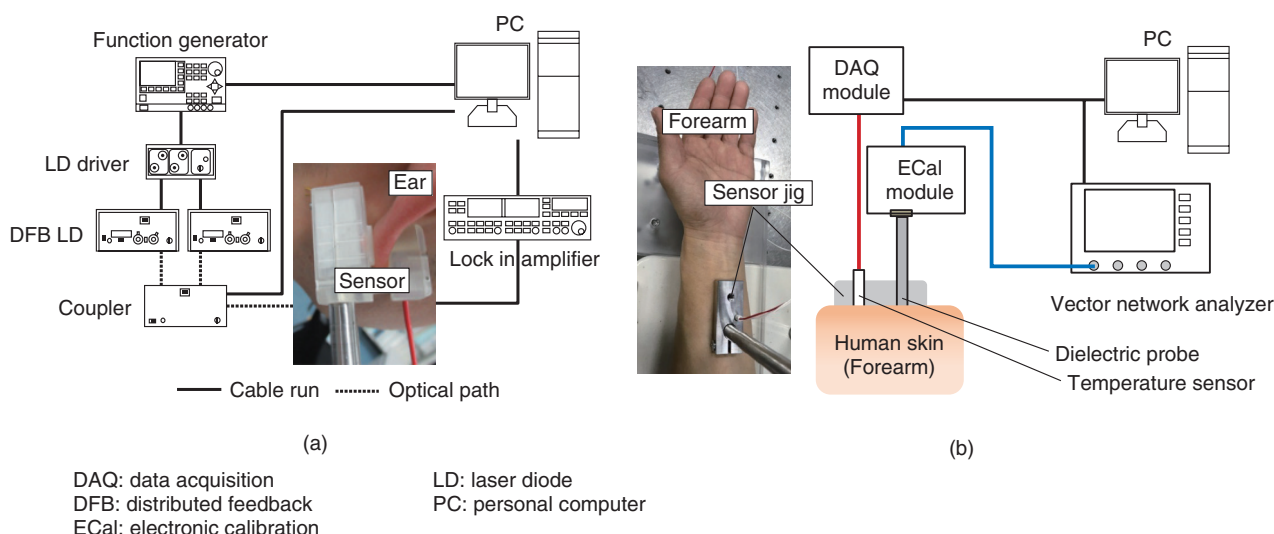 Function generator
PC
LD driver
Ear
DFB LD
Lock in amplifier
Sensor
Coupler
Cable run
Optical path
(a)
PC
DAQ
module
Forearm
ECal
module
Sensor jig
Vector network analyzer
Human skin
(Forearm)
Dielectric probe
Temperature sensor
(b)
DAQ: data acquisition
DFB: distributed feedback
ECal: electronic calibration
LD: laser diode
PC: personal computer